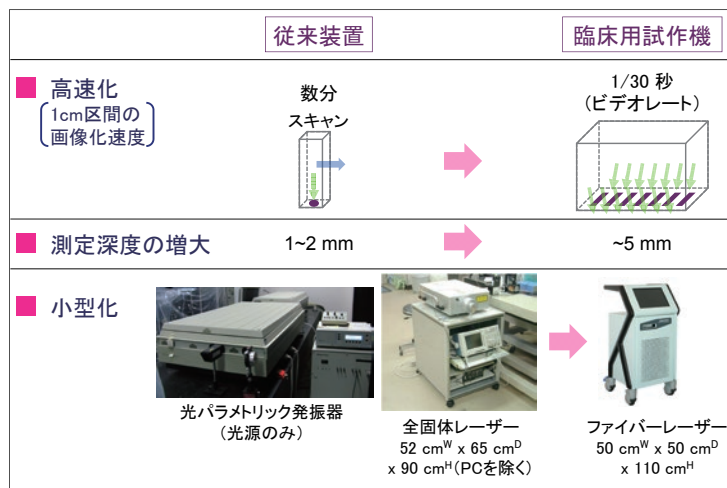 従来装置
臨床用試作機
■ 高速化
1cm区間の
画像化速度
数分
スキャン
1/30 秒
(ビデオレート)
■ 測定深度の増大
1~2 mm
~5 mm
■ 小型化
光パラメトリック発振器
(光源のみ)
全固体レーザー
52 cmW x 65 cmD
x 90 cmH(PCを除く)
ファイバーレーザー
50 cmW x 50 cmD
x 110 cmH